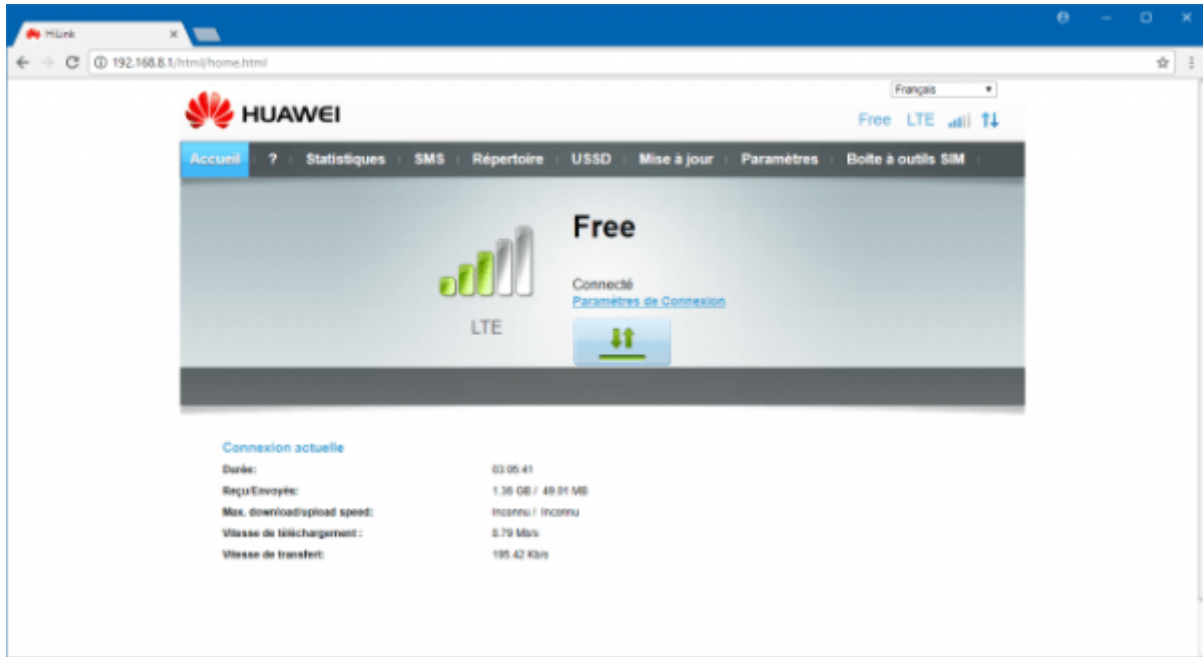 HiLink
192.168.8.1/html/home.html
Français
HUAWEI
Free LTE
Accueil ? Statistiques SMS Répertoire USSD Mise à jour Paramètres Boîte à outils SIM
Free
Connecté
Paramètres de Connexion
LTE
Connexion actuelle
Durée: 03:05:41
Reçu/Envoyés: 1.36 GB / 49.01 MB
Max. download/upload speed: Inconnu / Inconnu
Vitesse de téléchargement : 8.79 Mb/s
Vitesse de transfert: 195.42 Kb/s